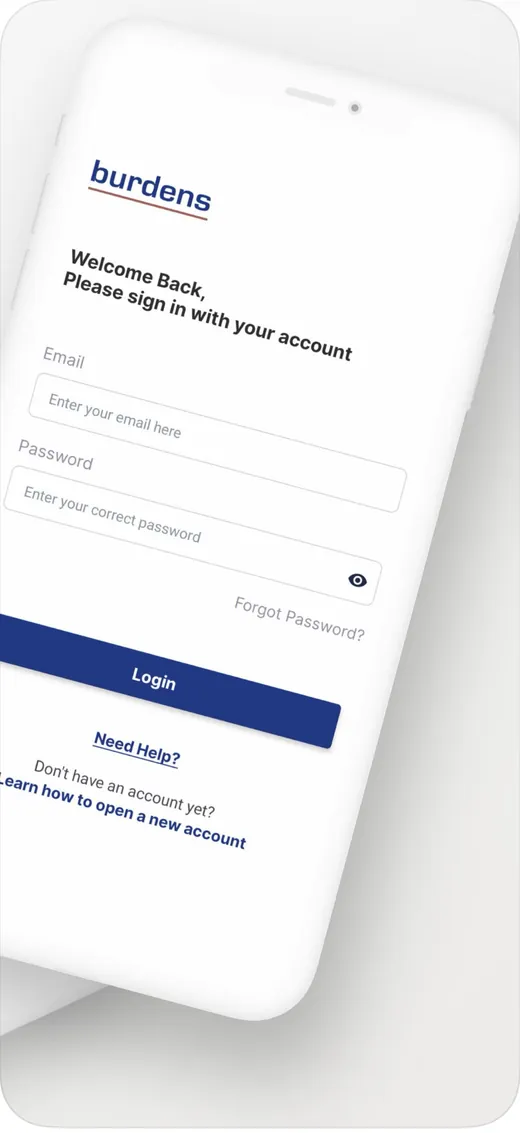 burdens
Welcome Back,
Please sign in with your account
Email
Enter your email here
Password
Enter your correct password
Forgot Password?
Login
Need Help?
Don't have an account yet?
Learn how to open a new account